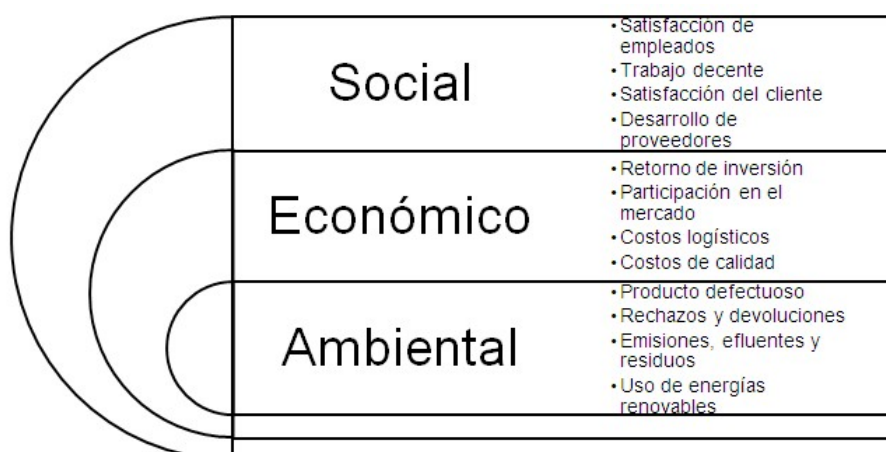 Social
• Satisfacción de
empleados
• Trabajo decente
• Satisfacción del cliente
• Desarrollo de
proveedores
Económico
• Retorno de inversión
• Participación en el
mercado
• Costos logísticos
• Costos de calidad
Ambiental
• Producto defectuoso
• Rechazos y devoluciones
• Emisiones, efluentes y
residuos
• Uso de energías
renovables